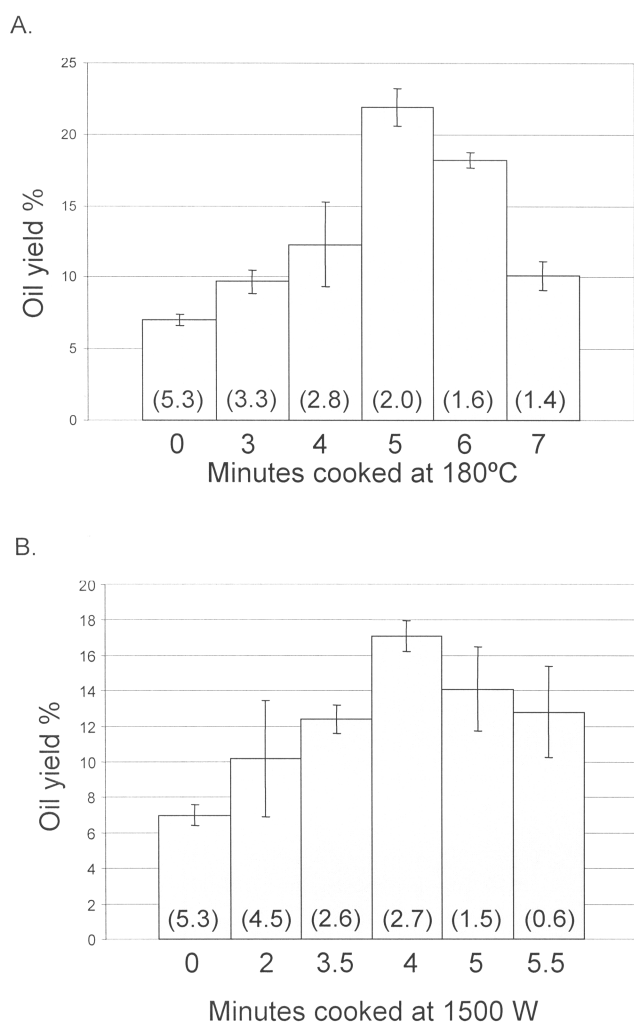 A.
25
20
15
10
5
0
Oil yield %
(5.3) (3.3) (2.8) (2.0) (1.6) (1.4)
0 3 4 5 6 7
Minutes cooked at 180ºC
B.
20
18
16
14
12
10
8
6
4
2
0
Oil yield %
(5.3) (4.5) (2.6) (2.7) (1.5) (0.6)
0 2 3.5 4 5 5.5
Minutes cooked at 1500 W